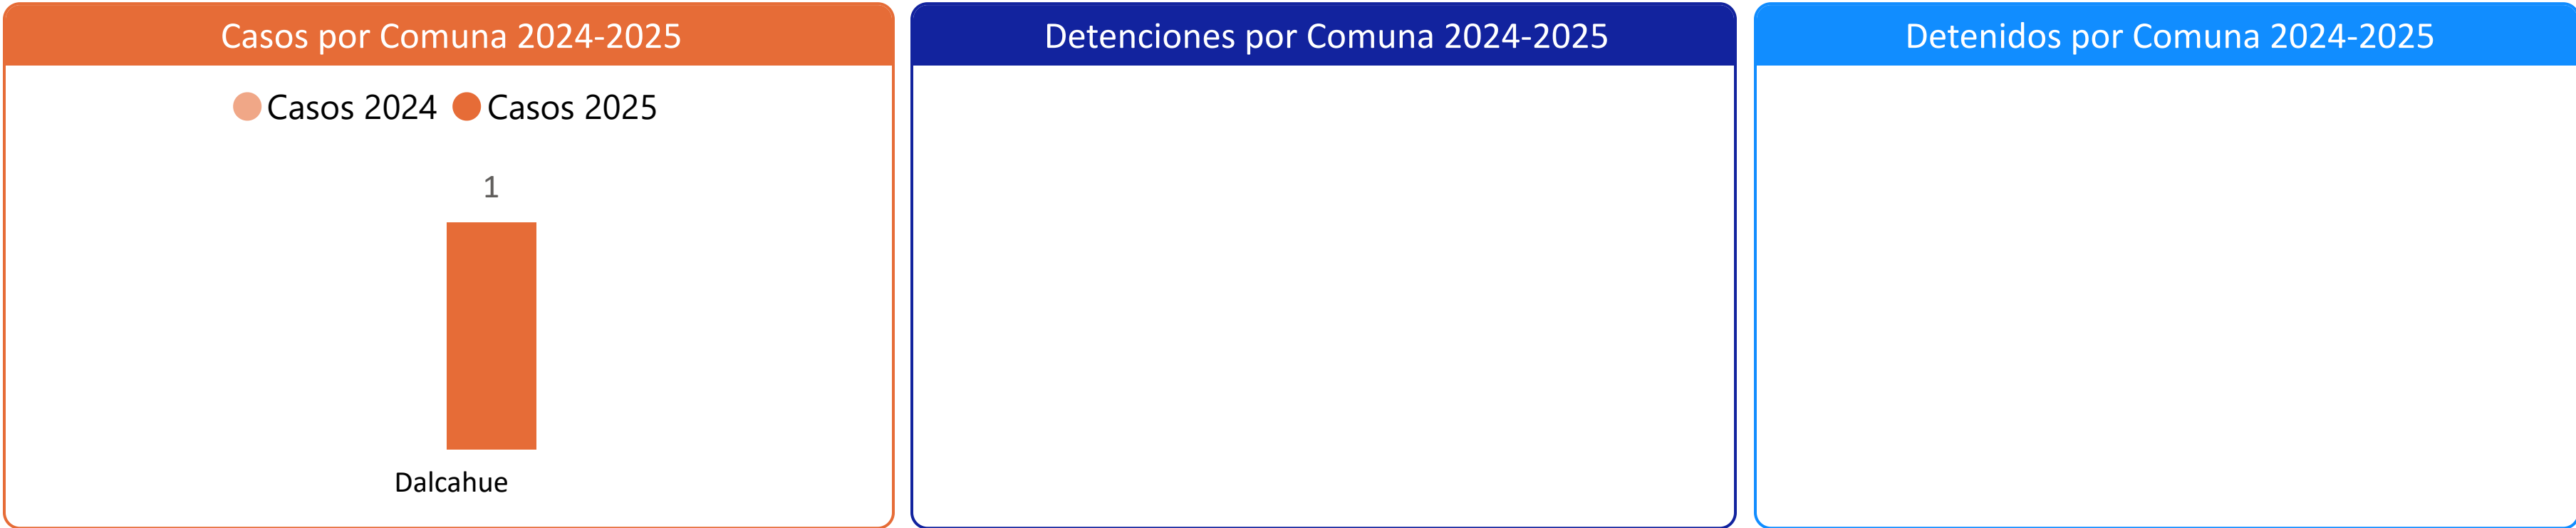 Casos por Comuna 2024-2025
Casos 2024 Casos 2025
1
Dalcahue
Detenciones por Comuna 2024-2025
Detenidos por Comuna 2024-2025